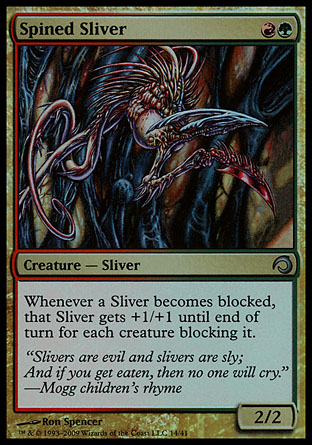 Spined Sliver
Creature — Sliver
Whenever a Sliver becomes blocked,
that Sliver gets +1/+1 until end of
turn for each creature blocking it.
“Slivers are evil and slivers are sly;
And if you get eaten, then no one will cry.”
—Mogg children’s rhyme
Ron Spencer
™ & © 1993–2009 Wizards of the Coast LLC 14/41
2/2